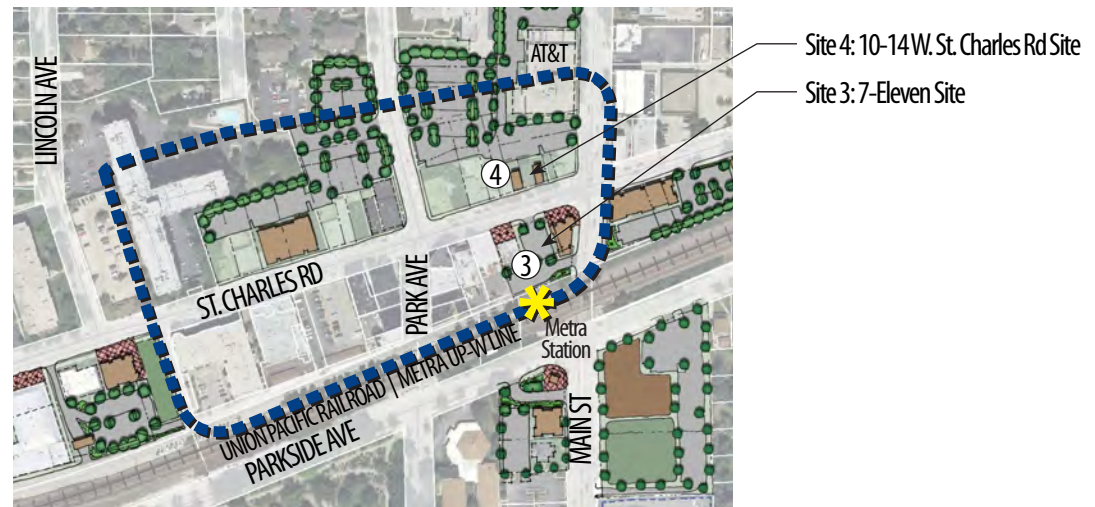 AT&T
Site 4: 10-14 W. St. Charles Rd Site
Site 3: 7-Eleven Site
LINCOLN AVE
4
3
ST. CHARLES RD
PARK AVE
Metra
Station
UNION PACIFIC RAILROAD | METRA UP-W LINE
PARKSIDE AVE
MAIN ST